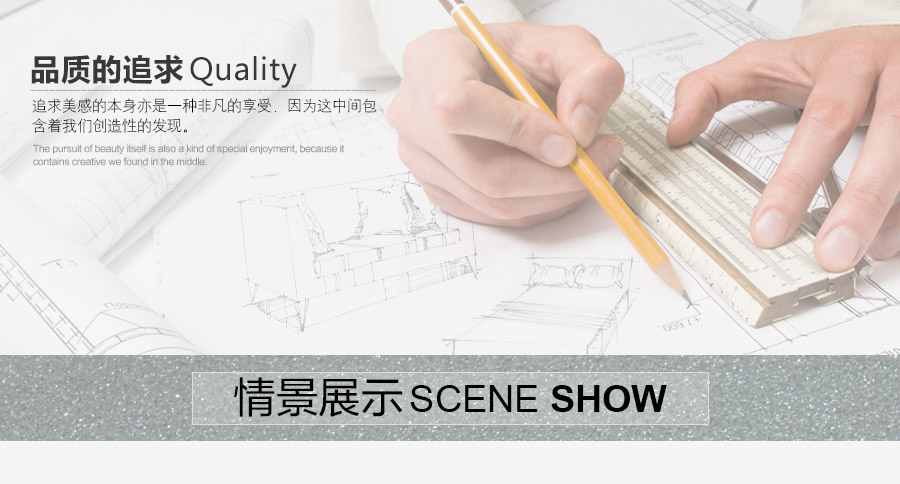 品质的追求 Quality
追求美感的本身亦是一种非凡的享受．因为这中间包
含着我们创造性的发现。
The pursuit of beauty itself is also a kind of special enjoyment, because it
contains creative we found in the middle.
+7.600
情景展示 SCENE SHOW